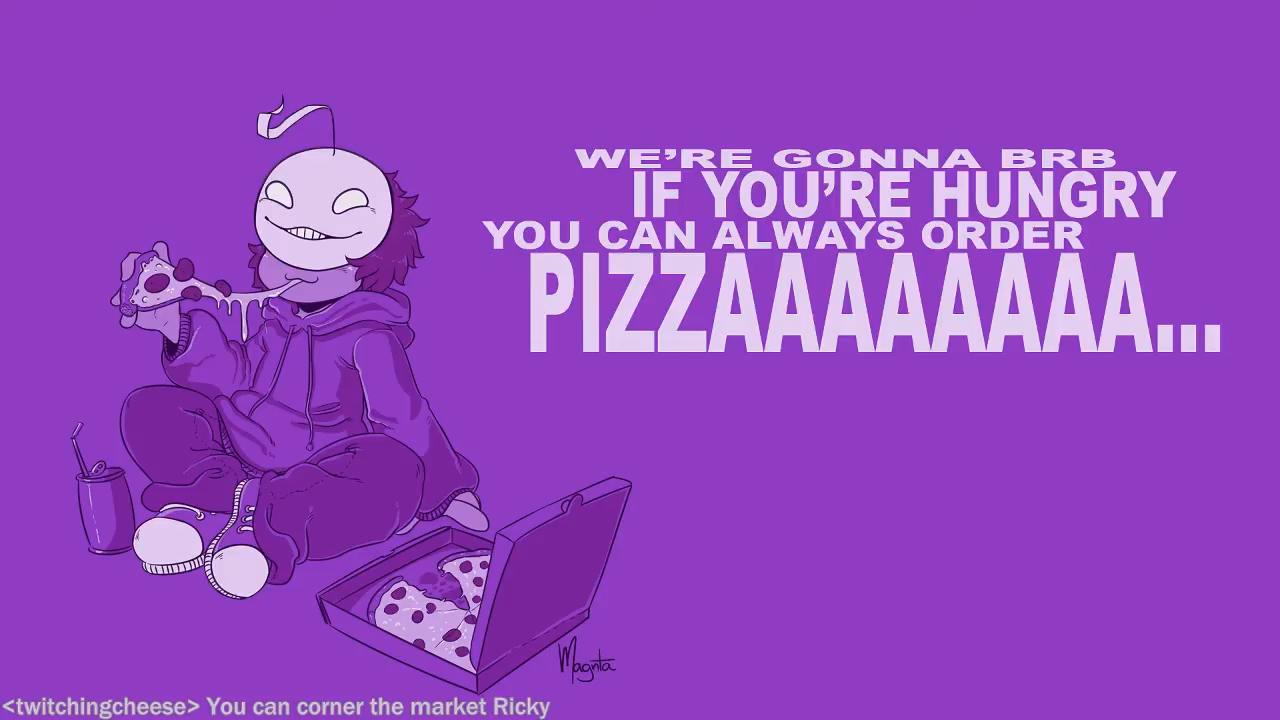 WE'RE GONNA BRB
IF YOU'RE HUNGRY
YOU CAN ALWAYS ORDER
PIZZAAAAAAAAA...
Magnta
<twitchingcheese> You can corner the market Ricky